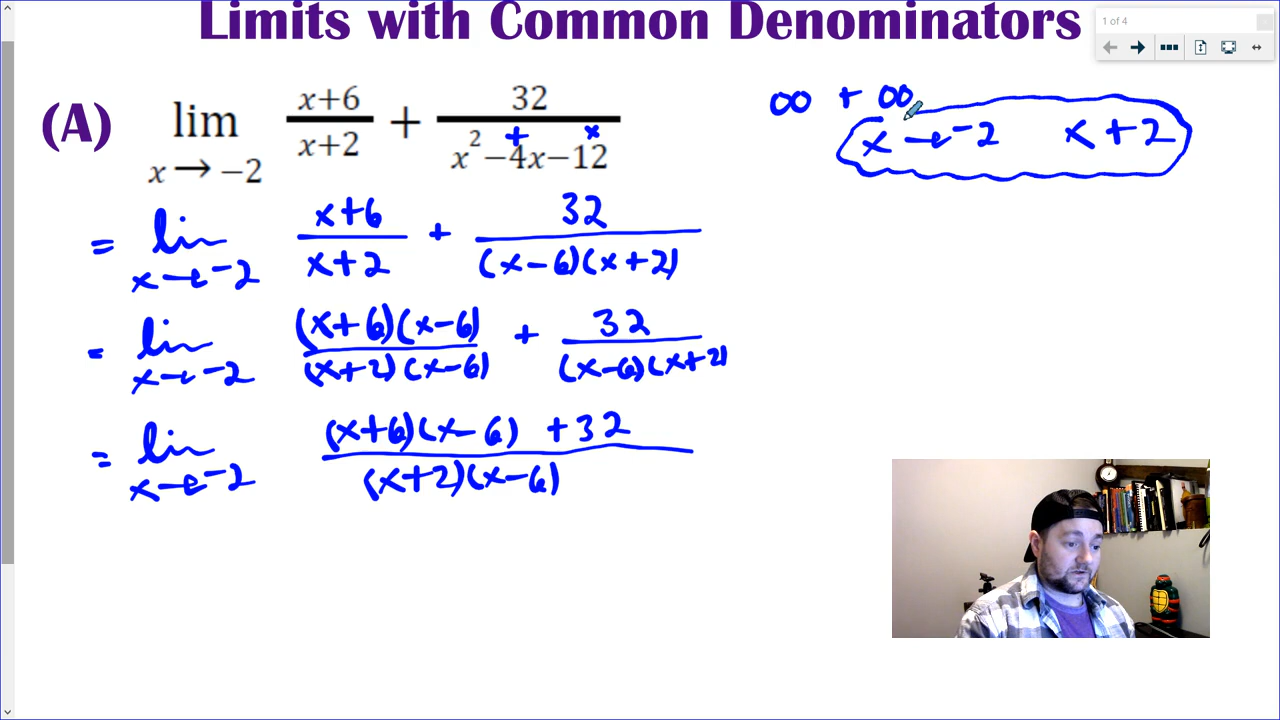 Limits with Common Denominators
1 of 4
(A) lim x → −2 x+6/x+2 + 32/x² −4x−12
+ x
∞ + ∞
x → -2 x + 2
= lim x → -2 x+6/x+2 + 32/(x-6)(x+2)
= lim x → -2 (x+6)(x-6)/(x+2)(x-6) + 32/(x-6)(x+2)
= lim x → -2 (x+6)(x-6) +32/(x+2)(x-6)